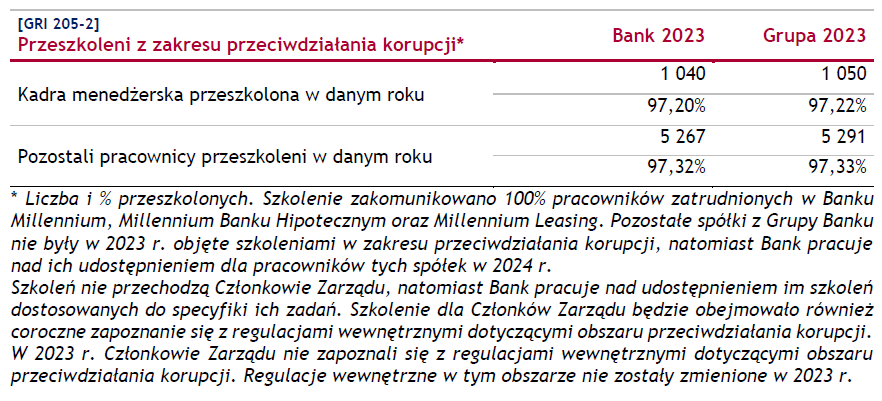 [GRI 205-2]
Przeszkoleni z zakresu przeciwdziałania korupcji* Bank 2023 Grupa 2023
Kadra menedżerska przeszkolona w danym roku 1 040 1 050
97,20% 97,22%
Pozostali pracownicy przeszkoleni w danym roku 5 267 5 291
97,32% 97,33%
* Liczba i % przeszkolonych. Szkolenie zakomunikowano 100% pracowników zatrudnionych w Banku
Millennium, Millennium Banku Hipotecznym oraz Millennium Leasing. Pozostałe spółki z Grupy Banku
nie były w 2023 r. objęte szkoleniami w zakresu przeciwdziałania korupcji, natomiast Bank pracuje
nad ich udostępnieniem dla pracowników tych spółek w 2024 r.
Szkoleń nie przechodzą Członkowie Zarządu, natomiast Bank pracuje nad udostępnieniem im szkoleń
dostosowanych do specyfiki ich zadań. Szkolenie dla Członków Zarządu będzie obejmowało również
coroczne zapoznanie się z regulacjami wewnętrznymi dotyczącymi obszaru przeciwdziałania korupcji.
W 2023 r. Członkowie Zarządu nie zapoznali się z regulacjami wewnętrznymi dotyczącymi obszaru
przeciwdziałania korupcji. Regulacje wewnętrzne w tym obszarze nie zostały zmienione w 2023 r.